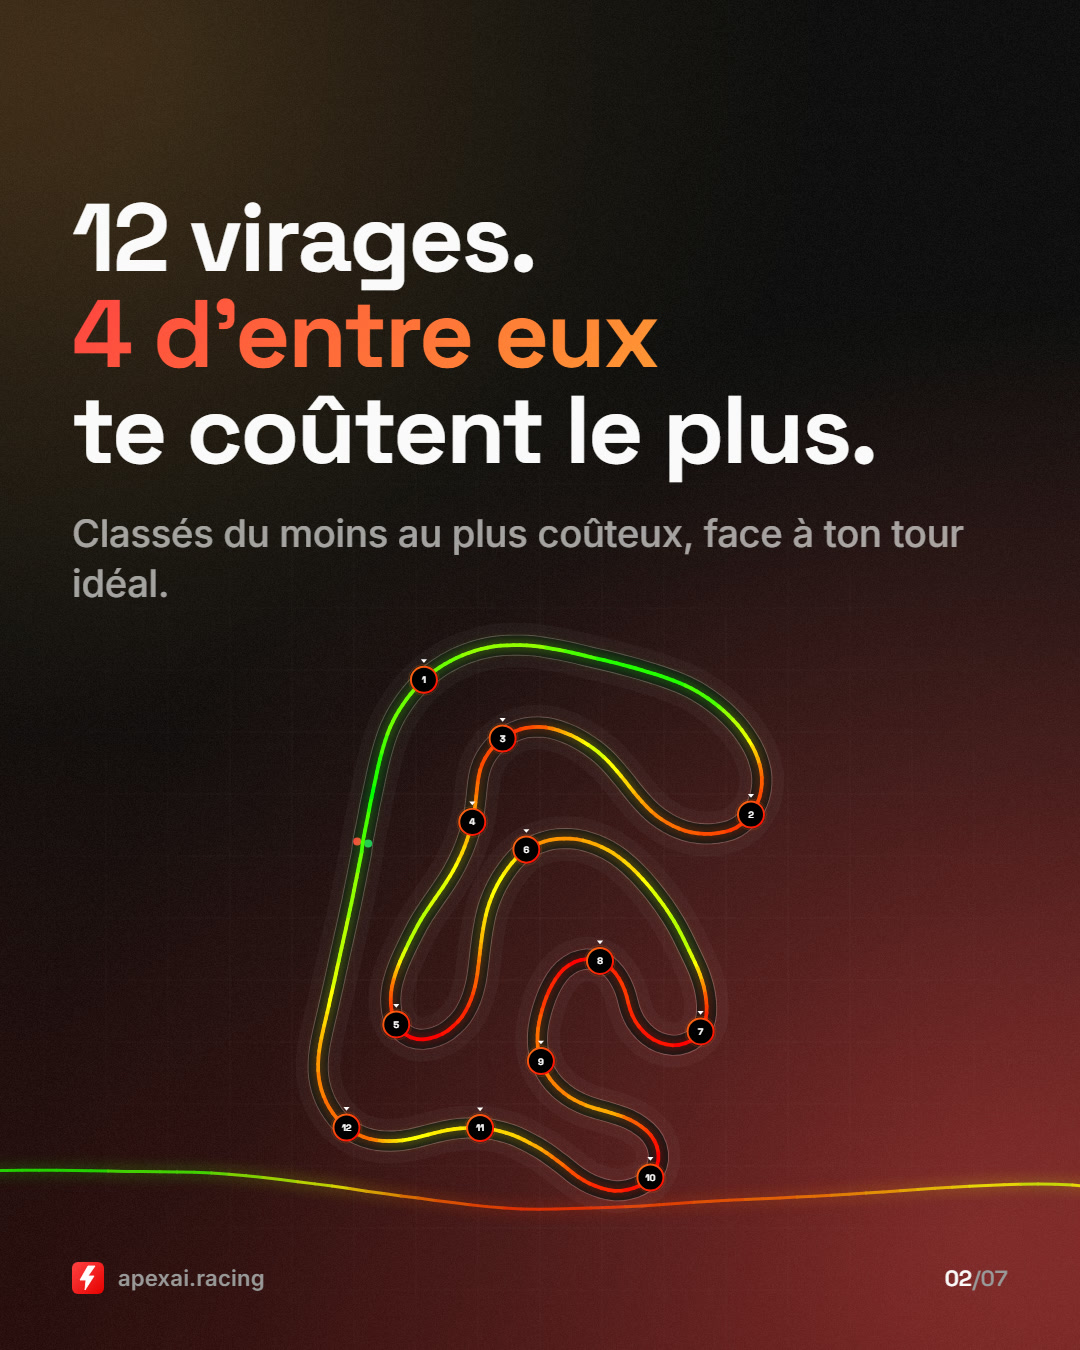 12 virages.
4 d’entre eux
te coûtent le plus.
Classés du moins au plus coûteux, face à ton tour
idéal.
1
3
2
4
6
8
5
7
9
12
11
10
apexai.racing
02/07